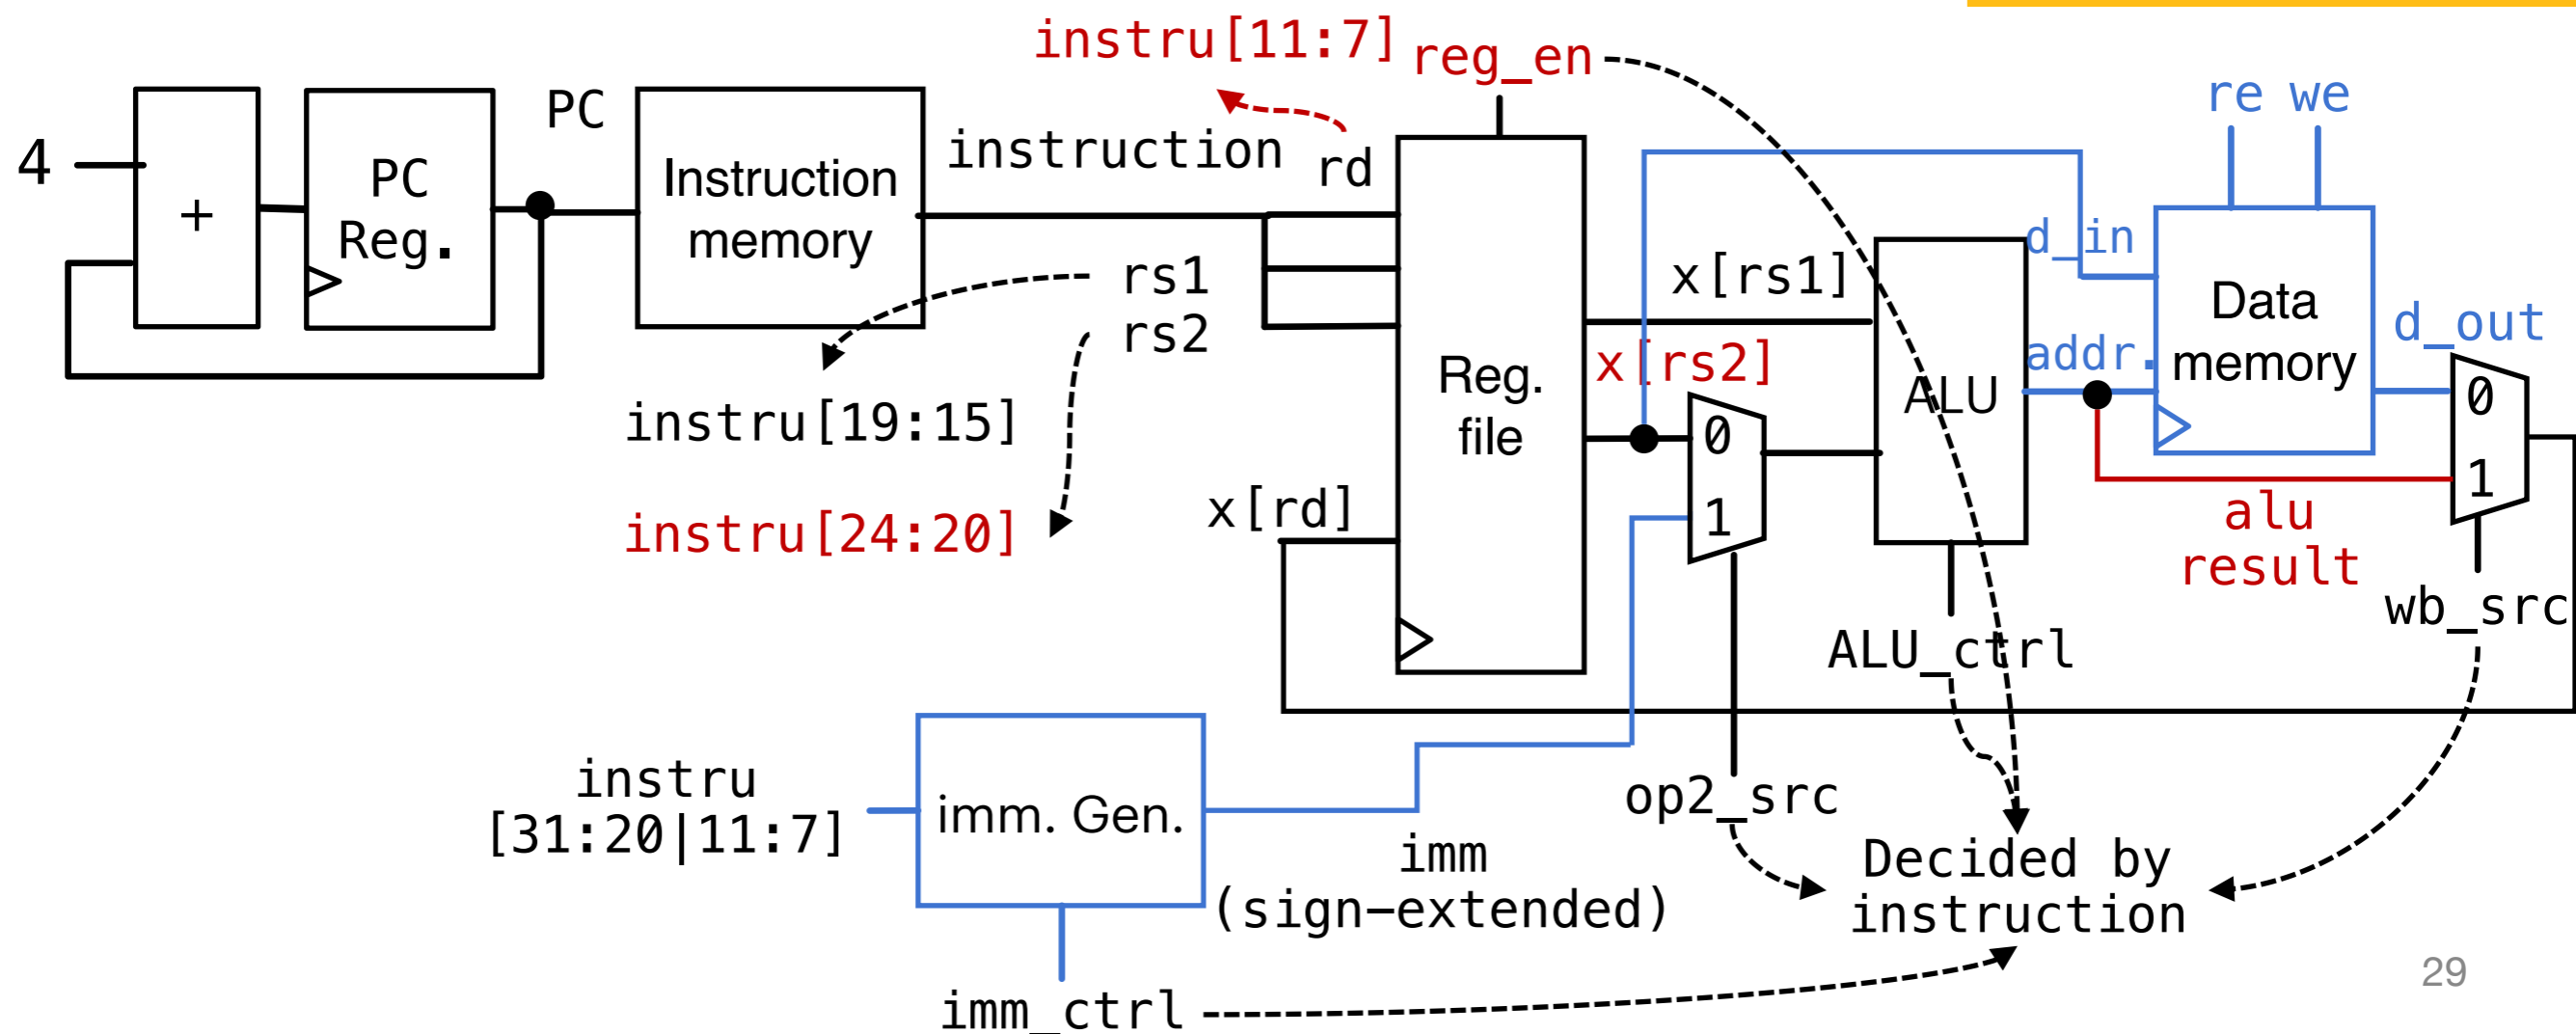 instru[11:7]
reg_en
re we
4
+
PC
Reg.
PC
Instruction
memory
instruction
rd
rs1
rs2
instru[19:15]
instru[24:20]
x[rd]
Reg.
file
x[rs1]
x[rs2]
0
1
ALU
d_in
addr.
Data
memory
d_out
0
1
alu
result
wb_src
ALU_ctrl
instru
[31:20|11:7]
imm. Gen.
imm
(sign-extended)
op2_src
Decided by
instruction
imm_ctrl
29